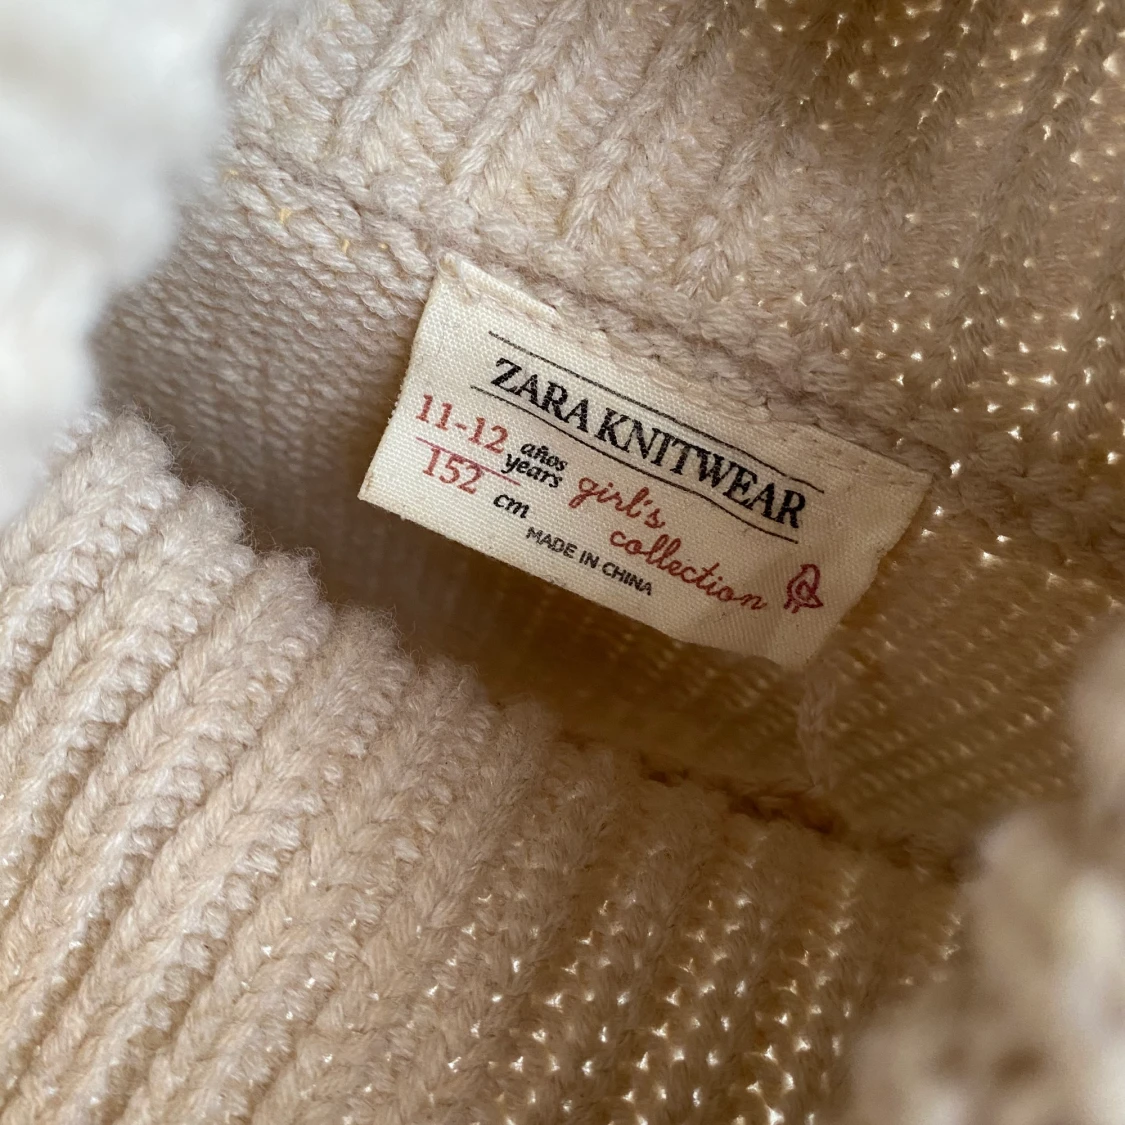 ZARA KNITWEAR
11-12 años
years
152 cm
girl's
collection
MADE IN CHINA